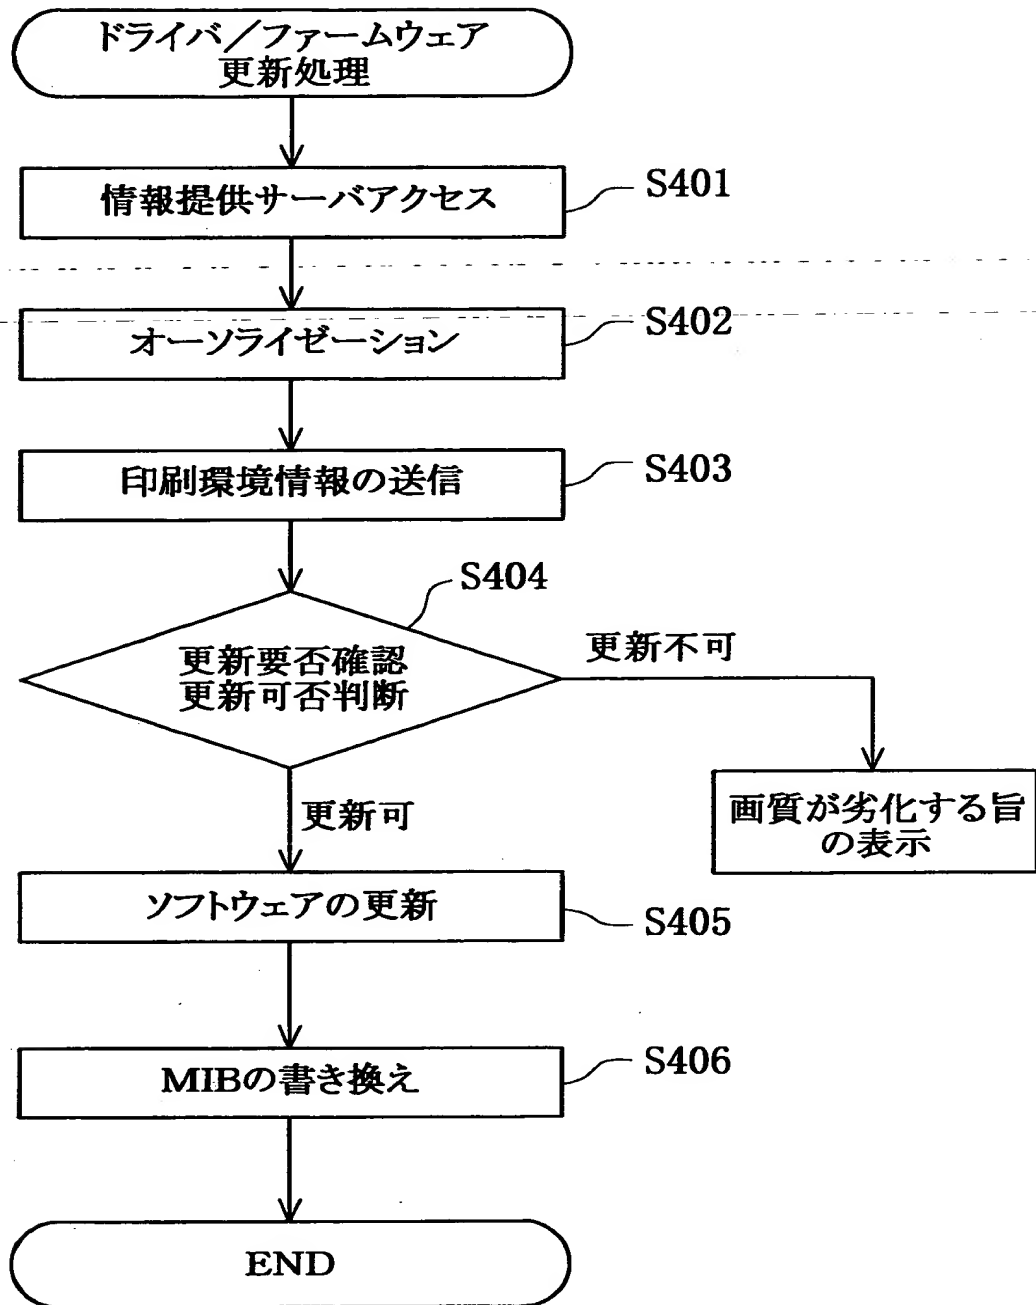 ドライバ／ファームウェア
更新処理
情報提供サーバアクセス
S401
オーソライゼーション
S402
印刷環境情報の送信
S403
S404
更新要否確認
更新可否判断
更新不可
画質が劣化する旨
の表示
更新可
ソフトウェアの更新
S405
MIBの書き換え
S406
END